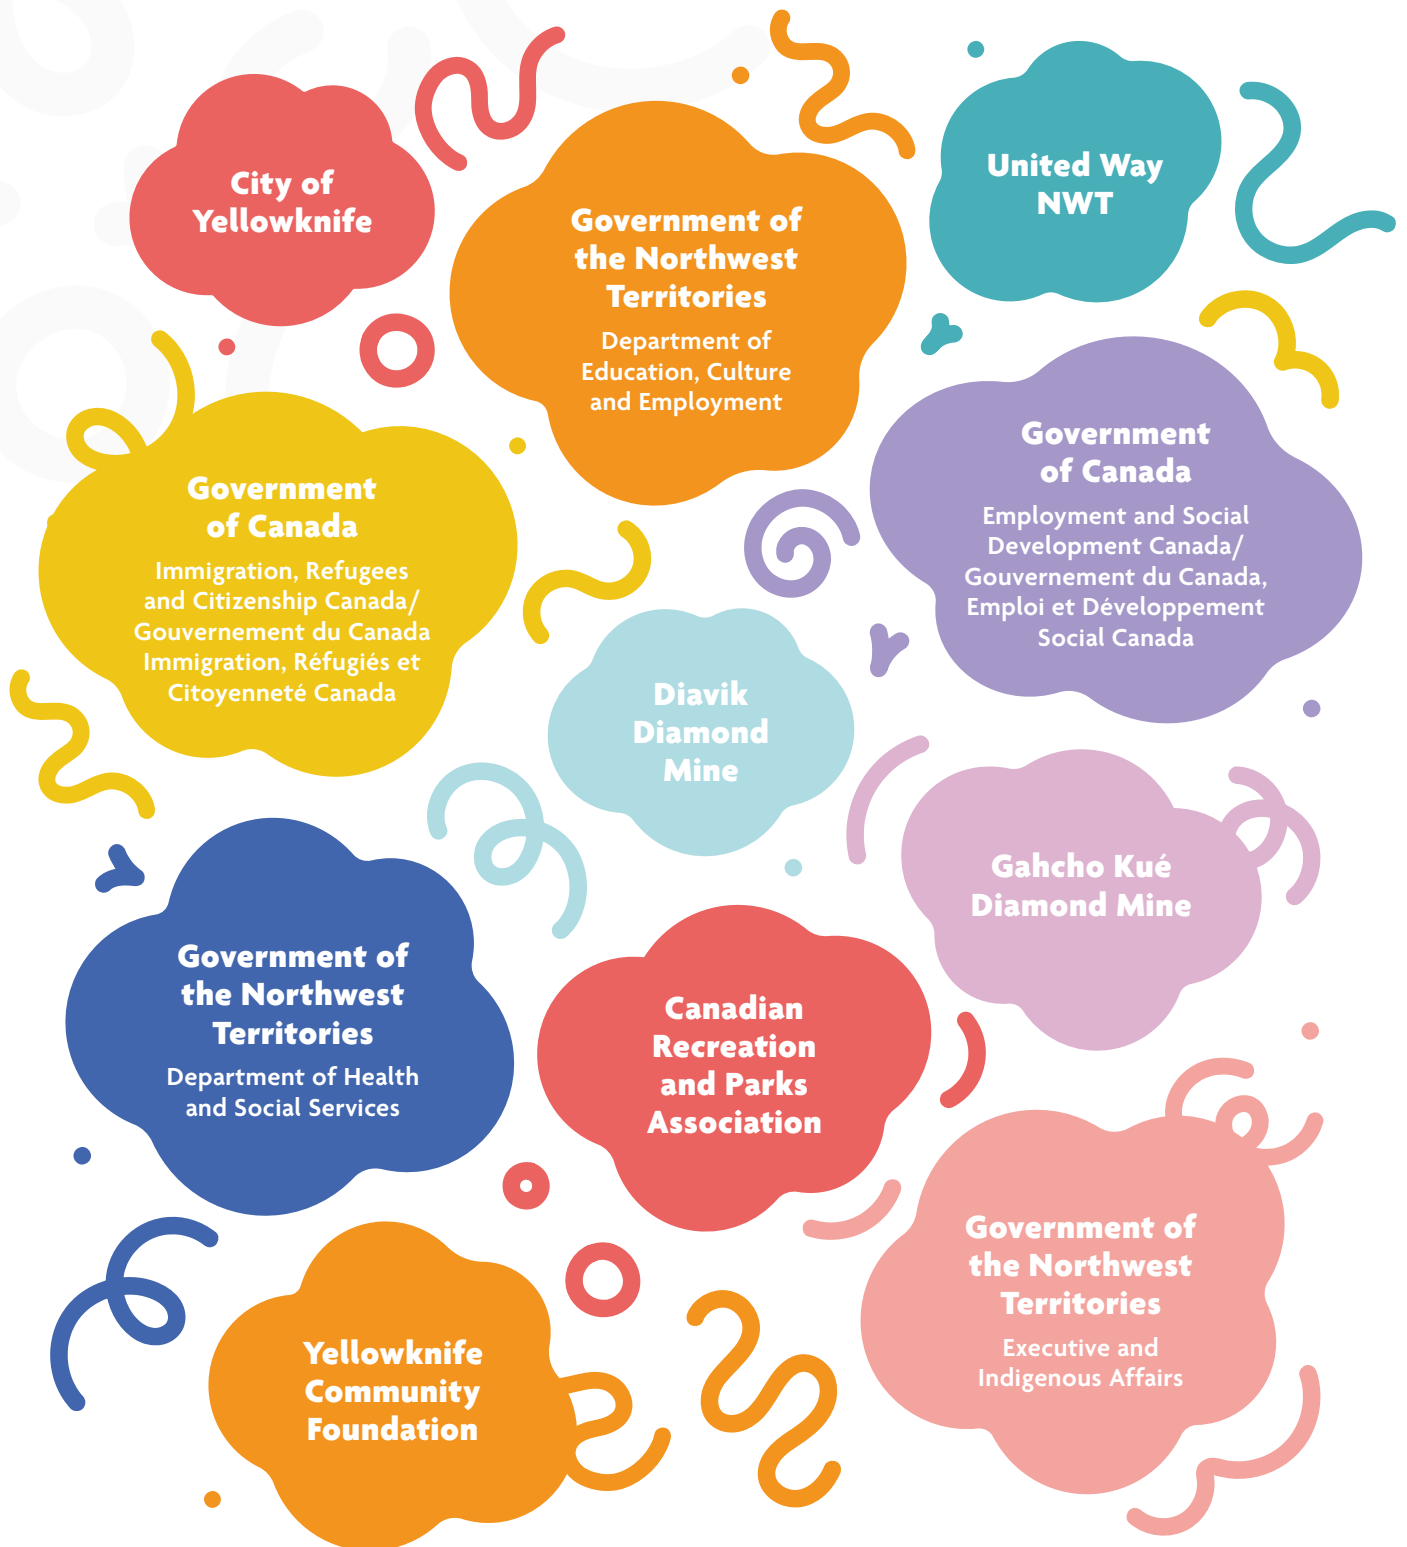 City of
Yellowknife
Government of
the Northwest
Territories
Department of
Education, Culture
and Employment
United Way
NWT
Government
of Canada
Immigration, Refugees
and Citizenship Canada/
Gouvernement du Canada
Immigration, Réfugiés et
Citoyenneté Canada
Government
of Canada
Employment and Social
Development Canada/
Gouvernement du Canada,
Emploi et Développement
Social Canada
Diavik
Diamond
Mine
Gahcho Kué
Diamond Mine
Government of
the Northwest
Territories
Department of Health
and Social Services
Canadian
Recreation
and Parks
Association
Government of
the Northwest
Territories
Executive and
Indigenous Affairs
Yellowknife
Community
Foundation